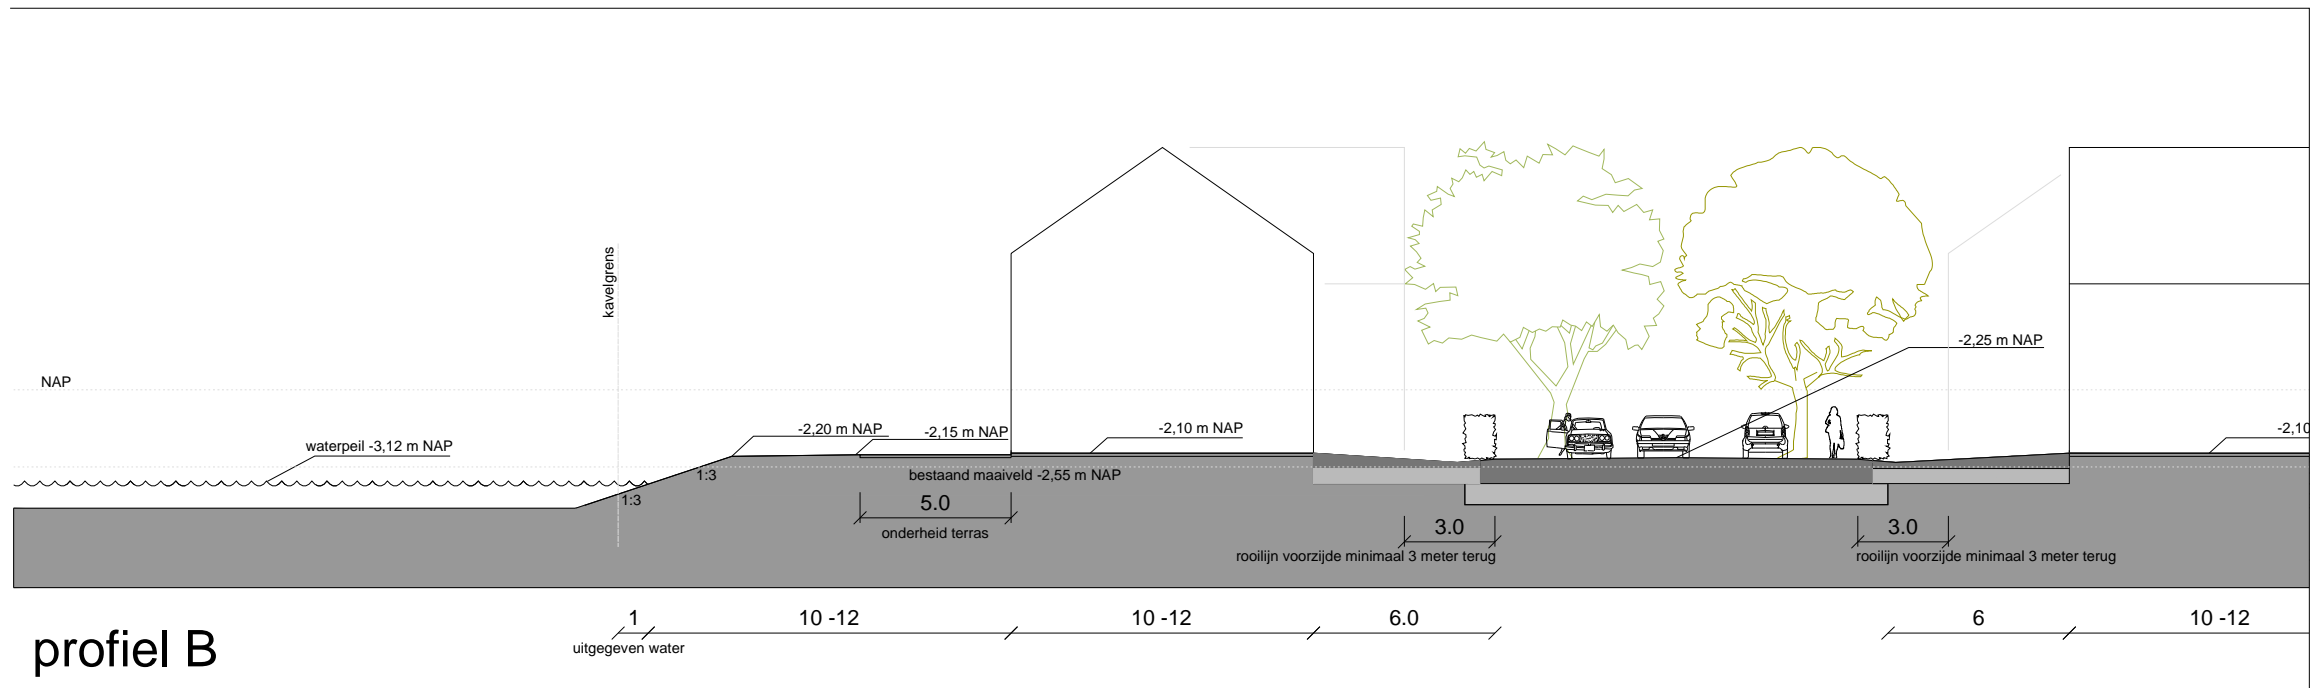 kavelgrens
NAP
-2,25 m NAP
waterpeil -3,12 m NAP
-2,20 m NAP
-2,15 m NAP
-2,10 m NAP
-2,10
1:3
1:3
bestaand maaiveld -2,55 m NAP
5.0
onderheid terras
3.0
rooilijn voorzijde minimaal 3 meter terug
3.0
rooilijn voorzijde minimaal 3 meter terug
1
10 -12
10 -12
6.0
6
10 -12
uitgegeven water
profiel B